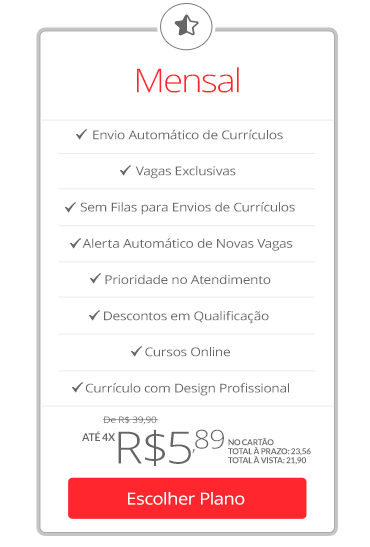 Mensal
Envio Automático de Currículos
Vagas Exclusivas
Sem Filas para Envios de Currículos
Alerta Automático de Novas Vagas
Prioridade no Atendimento
Descontos em Qualificação
Cursos Online
Currículo com Design Profissional
De R$ 39,90
ATÉ 4X R$5,89 NO CARTÃO
TOTAL À PRAZO: 23,56
TOTAL À VISTA: 21,90
Escolher Plano